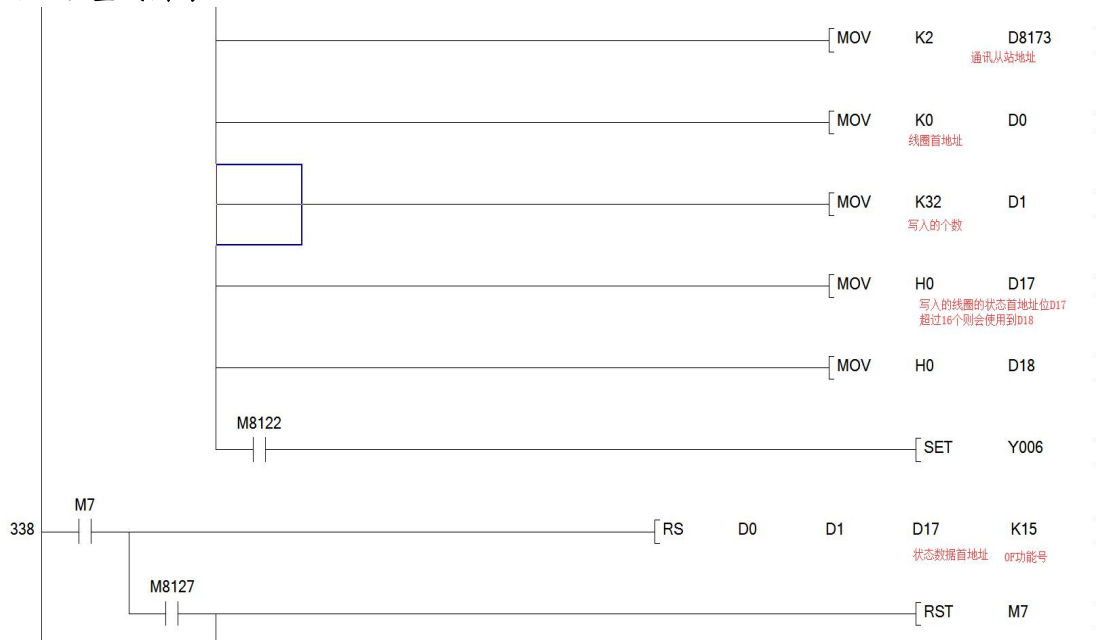 MOV K2 D8173
通讯从站地址
MOV K0 D0
线圈首地址
MOV K32 D1
写入的个数
MOV H0 D17
写入的线圈的状态首地址位D17
超过16个则会使用到D18
MOV H0 D18
M8122
SET Y006
M7
338
RS D0 D1 D17 K15
状态数据首地址 0F功能号
M8127
RST M7